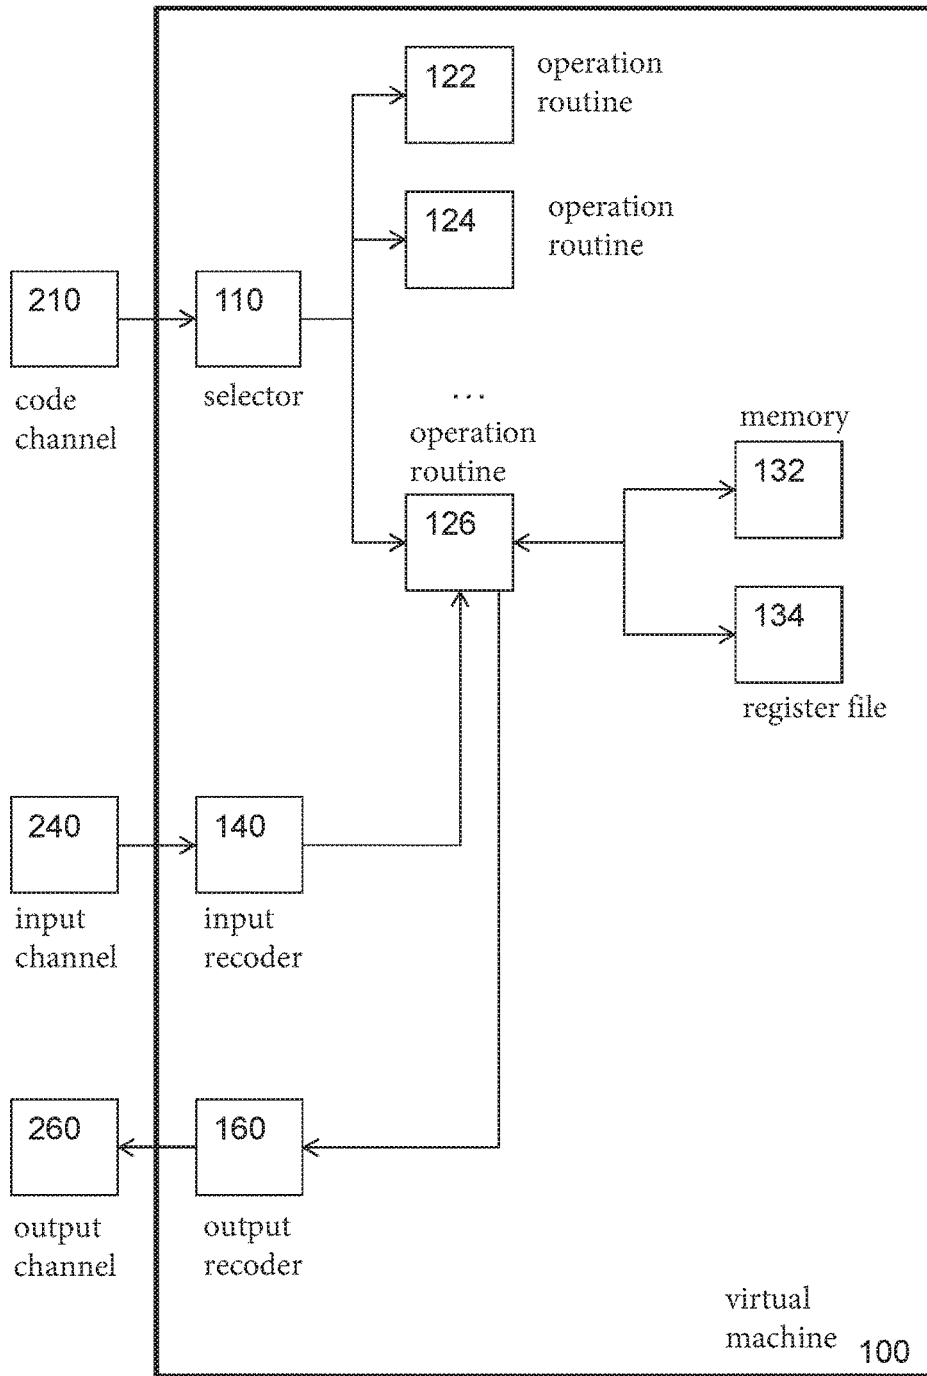 122
operation
routine
124
operation
routine
210
code
channel
110
selector
...
operation
routine
126
memory
132
134
register file
240
input
channel
140
input
recoder
260
output
channel
160
output
recoder
virtual
machine
100